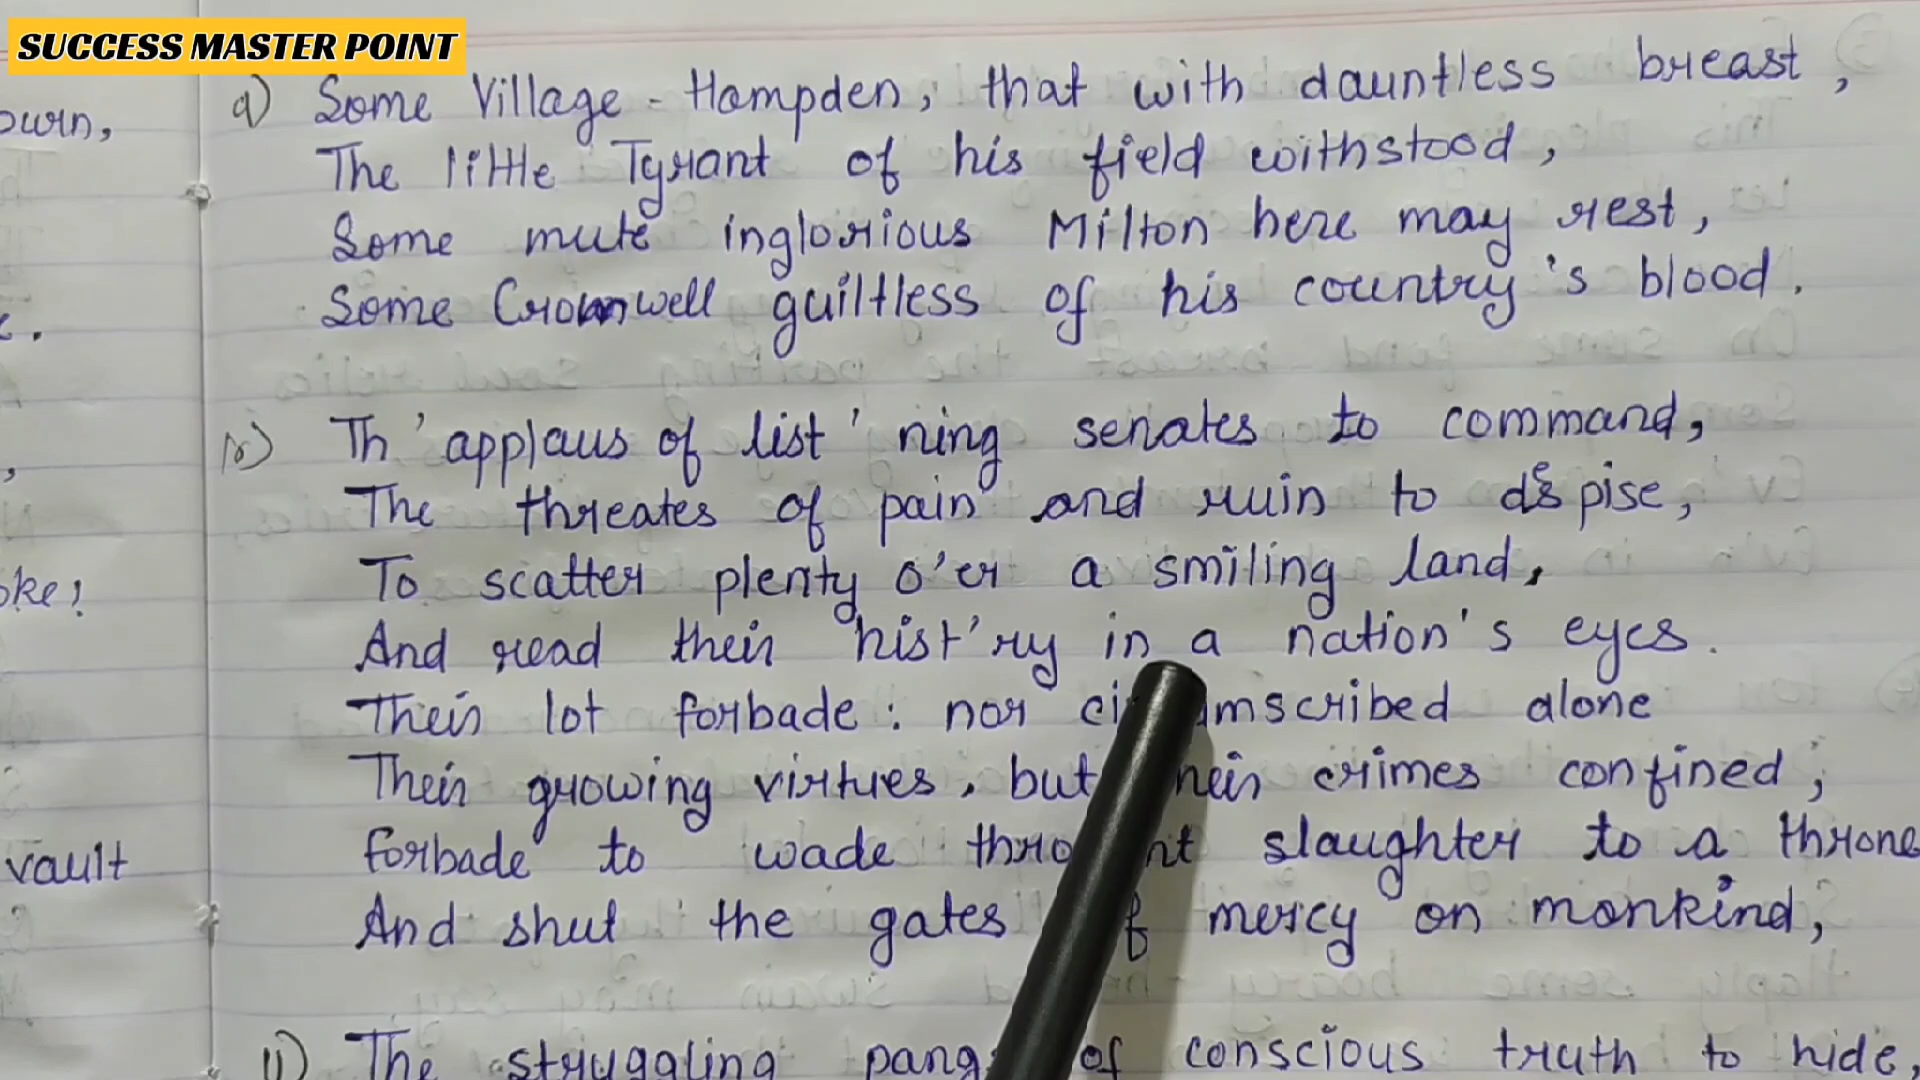 SUCCESS MASTER POINT
own,
q) Some Village - Hampden, that with dauntless breast,
The little Tyrant of his field withstood,
Some mute inglorious Milton here may rest,
Some Cromwell guiltless of his country's blood.
r) Th' applaus of list' ning senates to command,
The threates of pain and ruin to despise,
To scatter plenty o'er a smiling land,
oke!
And read their hist'ry in a nation's eyes.
Their lot forbade: nor alone
Their growing virtues, but crimes confined;
vault
forbade to wade slaughter to a throne
And shut the gates mercy on mankind,
11) The struggling of conscious truth to hide,